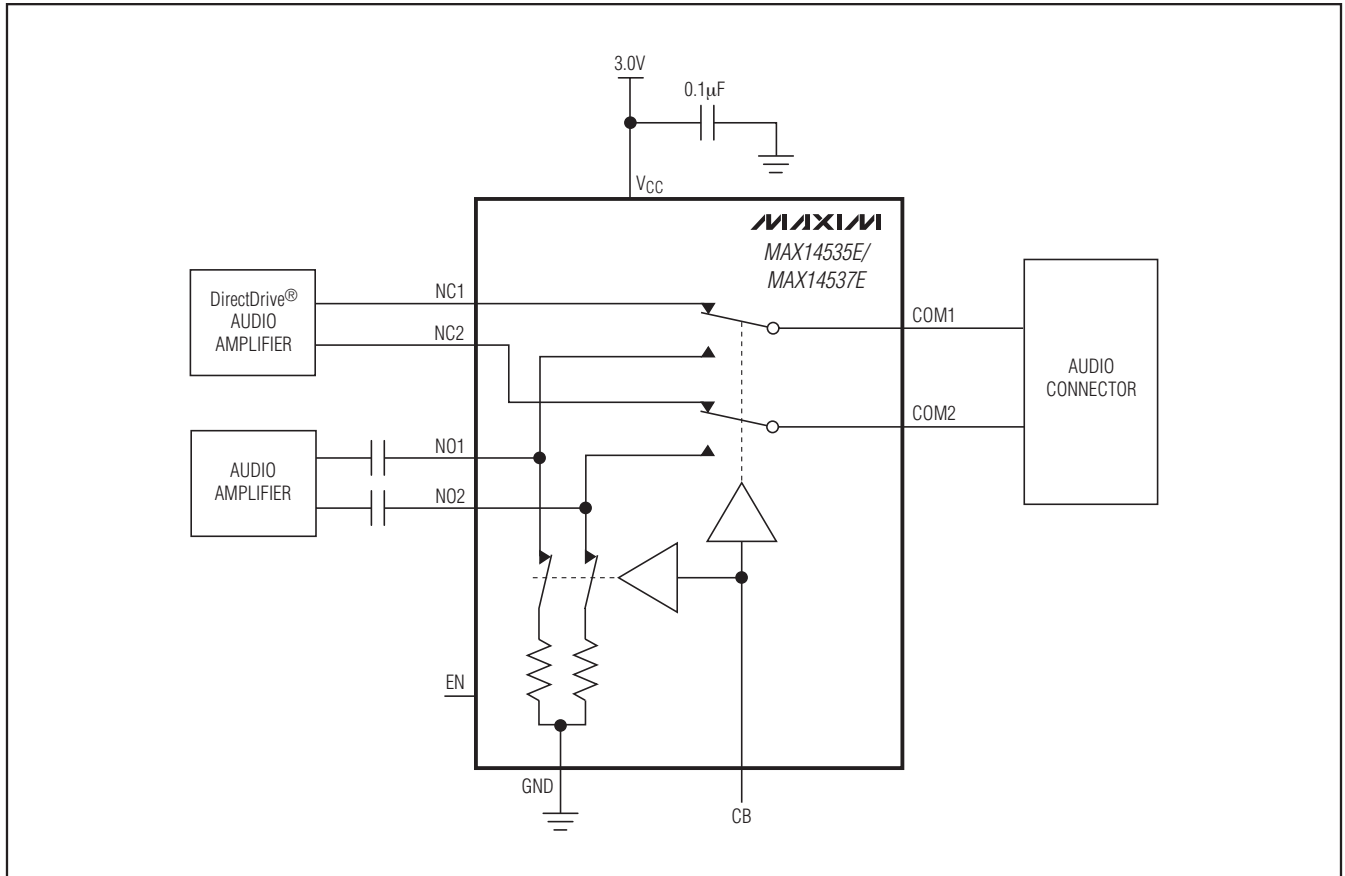 3.0V
0.1μF
VCC
MAXIM
MAX14535E/
MAX14537E
DirectDrive®
AUDIO
AMPLIFIER
NC1
NC2
COM1
COM2
AUDIO
CONNECTOR
AUDIO
AMPLIFIER
NO1
NO2
EN
GND
CB